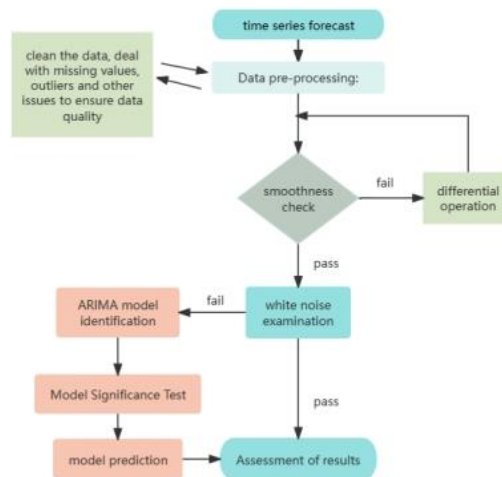 time series forecast
clean the data, deal
with missing values,
outliers and other
issues to ensure data
quality
Data pre-processing:
smoothness
check
fail
differential
operation
pass
ARIMA model
identification
fail
white noise
examination
Model Significance Test
pass
model prediction
Assessment of results